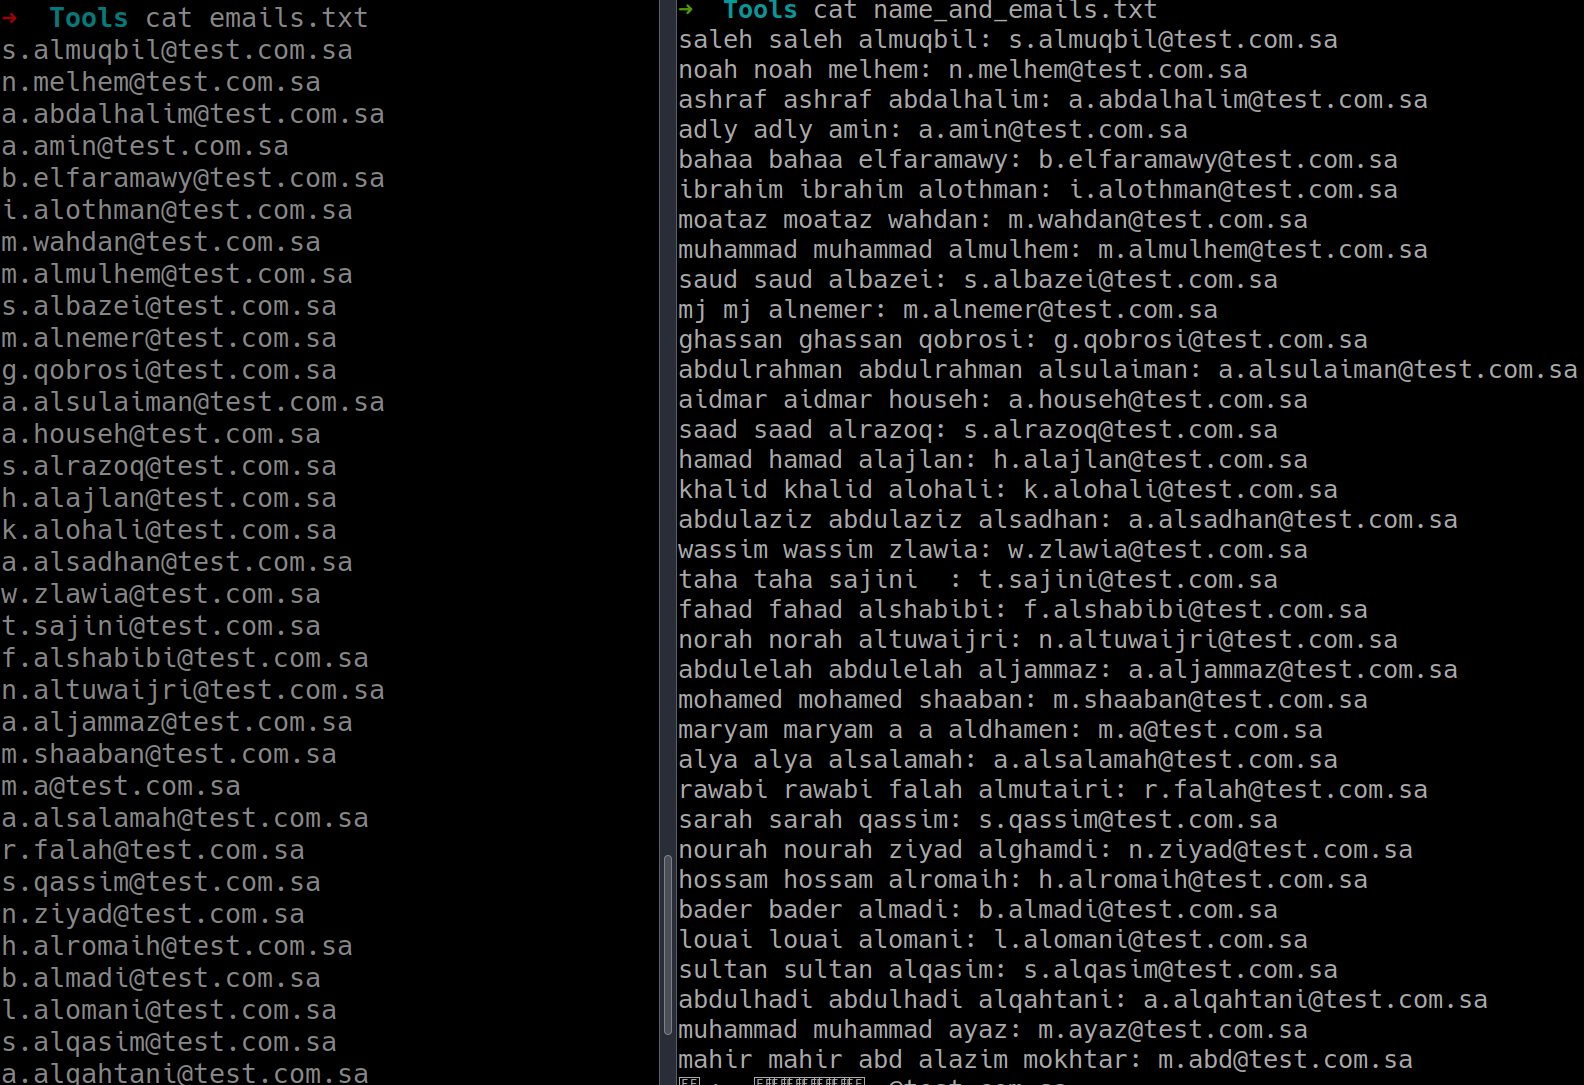 ➜  Tools cat emails.txt
s.almuqbil@test.com.sa
n.melhem@test.com.sa
a.abdalhalim@test.com.sa
a.amin@test.com.sa
b.elfaramawy@test.com.sa
i.alothman@test.com.sa
m.wahdan@test.com.sa
m.almulhem@test.com.sa
s.albazei@test.com.sa
m.alnemer@test.com.sa
g.qobrosi@test.com.sa
a.alsulaiman@test.com.sa
a.househ@test.com.sa
s.alrazoq@test.com.sa
h.alajlan@test.com.sa
k.alohali@test.com.sa
a.alsadhan@test.com.sa
w.zlawia@test.com.sa
t.sajini@test.com.sa
f.alshabibi@test.com.sa
n.altuwaijri@test.com.sa
a.aljammaz@test.com.sa
m.shaaban@test.com.sa
m.a@test.com.sa
a.alsalamah@test.com.sa
r.falah@test.com.sa
s.qassim@test.com.sa
n.ziyad@test.com.sa
h.alromaih@test.com.sa
b.almadi@test.com.sa
l.alomani@test.com.sa
s.alqasim@test.com.sa
a.alqahtani@test.com.sa
➜  Tools cat name_and_emails.txt
saleh saleh almuqbil: s.almuqbil@test.com.sa
noah noah melhem: n.melhem@test.com.sa
ashraf ashraf abdalhalim: a.abdalhalim@test.com.sa
adly adly amin: a.amin@test.com.sa
bahaa bahaa elfaramawy: b.elfaramawy@test.com.sa
ibrahim ibrahim alothman: i.alothman@test.com.sa
moataz moataz wahdan: m.wahdan@test.com.sa
muhammad muhammad almulhem: m.almulhem@test.com.sa
saud saud albazei: s.albazei@test.com.sa
mj mj alnemer: m.alnemer@test.com.sa
ghassan ghassan qobrosi: g.qobrosi@test.com.sa
abdulrahman abdulrahman alsulaiman: a.alsulaiman@test.com.sa
aidmar aidmar househ: a.househ@test.com.sa
saad saad alrazoq: s.alrazoq@test.com.sa
hamad hamad alajlan: h.alajlan@test.com.sa
khalid khalid alohali: k.alohali@test.com.sa
abdulaziz abdulaziz alsadhan: a.alsadhan@test.com.sa
wassim wassim zlawia: w.zlawia@test.com.sa
taha taha sajini  : t.sajini@test.com.sa
fahad fahad alshabibi: f.alshabibi@test.com.sa
norah norah altuwaijri: n.altuwaijri@test.com.sa
abdulelah abdulelah aljammaz: a.aljammaz@test.com.sa
mohamed mohamed shaaban: m.shaaban@test.com.sa
maryam maryam a a aldhamen: m.a@test.com.sa
alya alya alsalamah: a.alsalamah@test.com.sa
rawabi rawabi falah almutairi: r.falah@test.com.sa
sarah sarah qassim: s.qassim@test.com.sa
nourah nourah ziyad alghamdi: n.ziyad@test.com.sa
hossam hossam alromaih: h.alromaih@test.com.sa
bader bader almadi: b.almadi@test.com.sa
louai louai alomani: l.alomani@test.com.sa
sultan sultan alqasim: s.alqasim@test.com.sa
abdulhadi abdulhadi alqahtani: a.alqahtani@test.com.sa
muhammad muhammad ayaz: m.ayaz@test.com.sa
mahir mahir abd alazim mokhtar: m.abd@test.com.sa